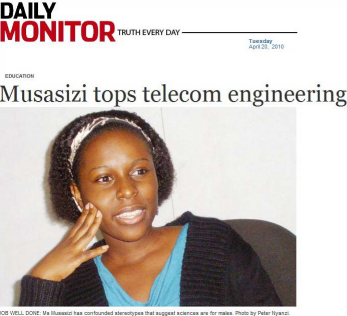 DAILY
MONITOR TRUTH EVERY DAY
Tuesday
April 20, 2010
EDUCATION
Musasizi tops telecom engineering
JOB WELL DONE: Ms Musasizi has confounded stereotypes that suggest sciences are for males. Photo by Peter Nyanzi.